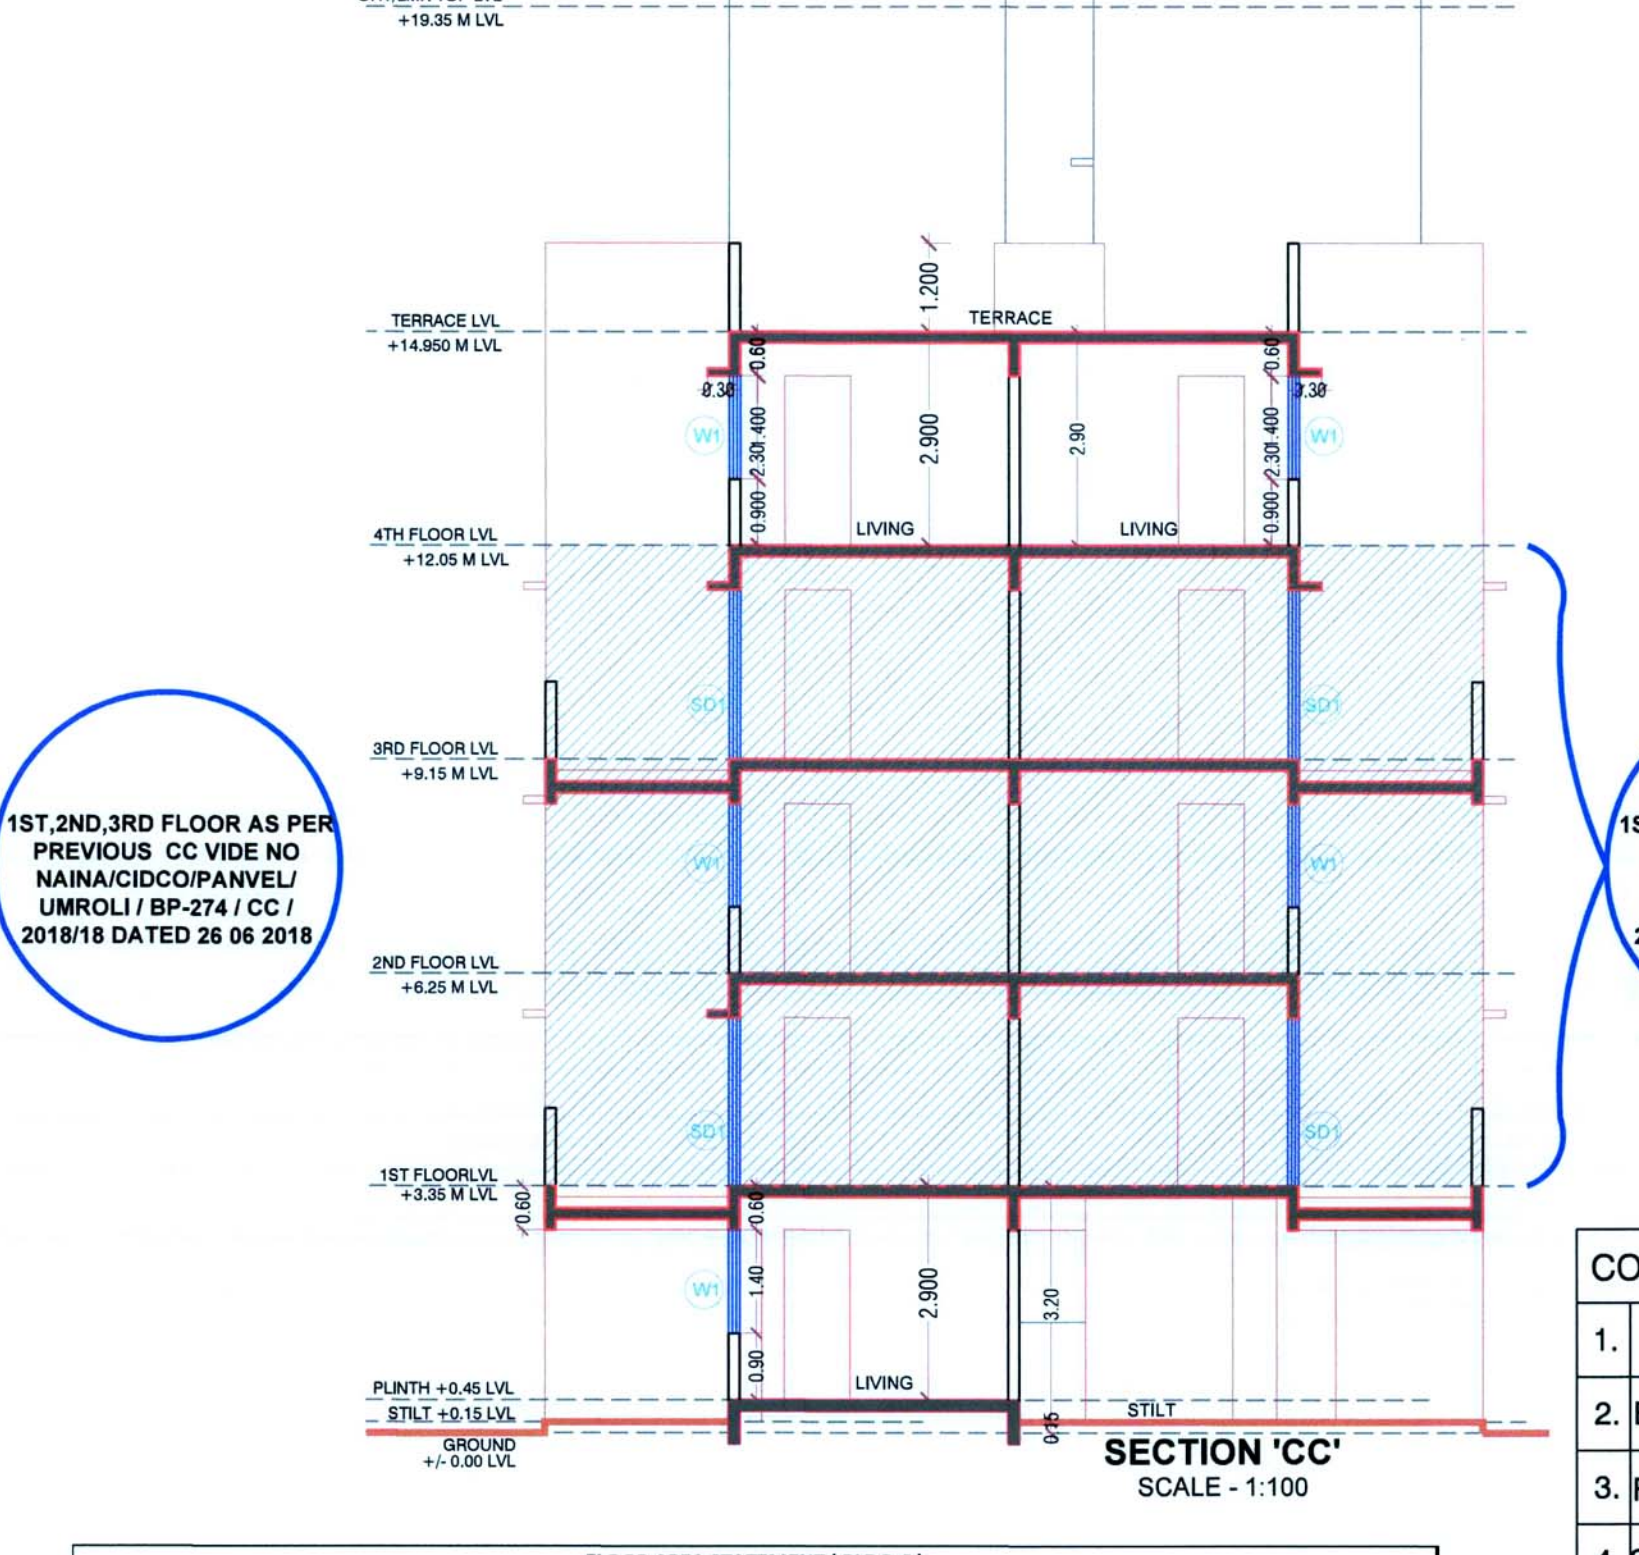 +19.35 M LVL
1.200
TERRACE LVL
+14.950 M LVL
TERRACE
0.60
0.60
0.30
0.30
W1
1.400
2.30
2.900
2.90
1.400
2.30
W1
0.900
0.900
4TH FLOOR LVL
+12.05 M LVL
LIVING
LIVING
SD1
SD1
3RD FLOOR LVL
+9.15 M LVL
1ST,2ND,3RD FLOOR AS PER
PREVIOUS CC VIDE NO
NAINA/CIDCO/PANVEL/
UMROLI / BP-274 / CC /
2018/18 DATED 26 06 2018
W1
W1
2ND FLOOR LVL
+6.25 M LVL
SD1
SD1
1ST FLOORLVL
+3.35 M LVL
0.60
0.60
W1
1.40
2.900
3.20
0.90
PLINTH +0.45 LVL
LIVING
STILT +0.15 LVL
STILT
0.15
GROUND
+/- 0.00 LVL
SECTION 'CC'
SCALE - 1:100
CO
1.
2.
3.